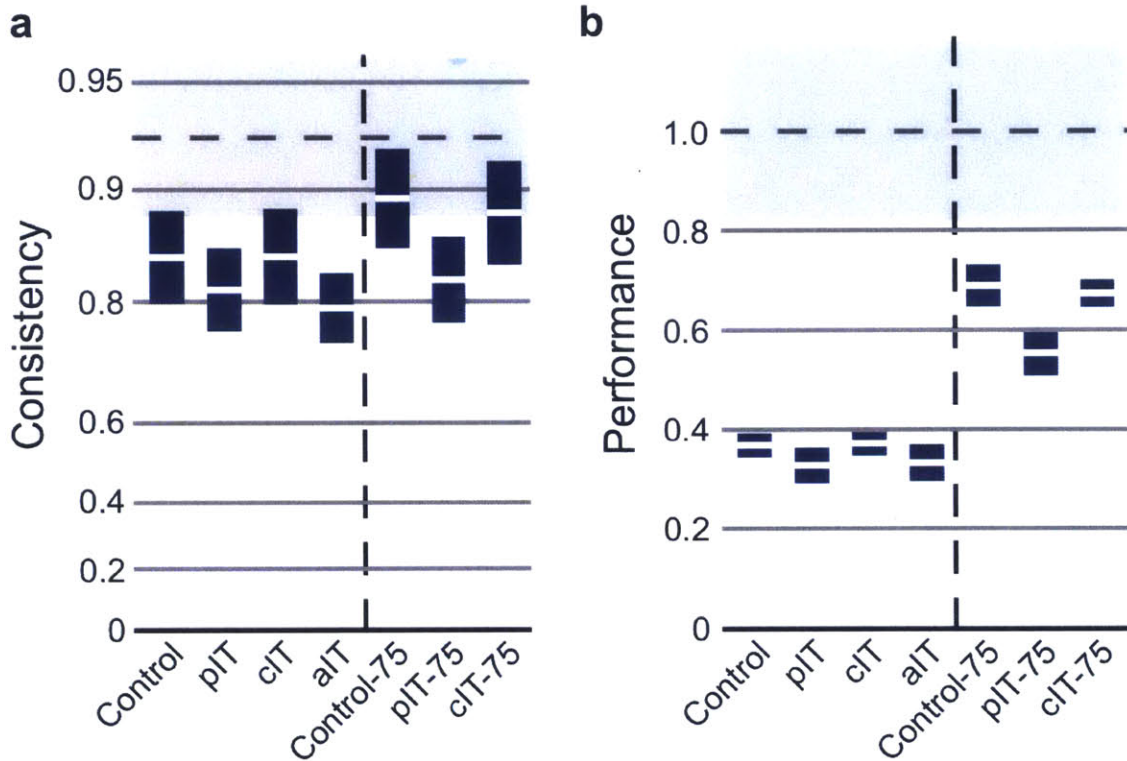 a
Consistency
0.95
0.9
0.8
0.6
0.4
0.2
0
Control
pIT
cIT
aIT
Control-75
pIT-75
cIT-75
b
Performance
1.0
0.8
0.6
0.4
0.2
0
Control
pIT
cIT
aIT
Control-75
pIT-75
cIT-75